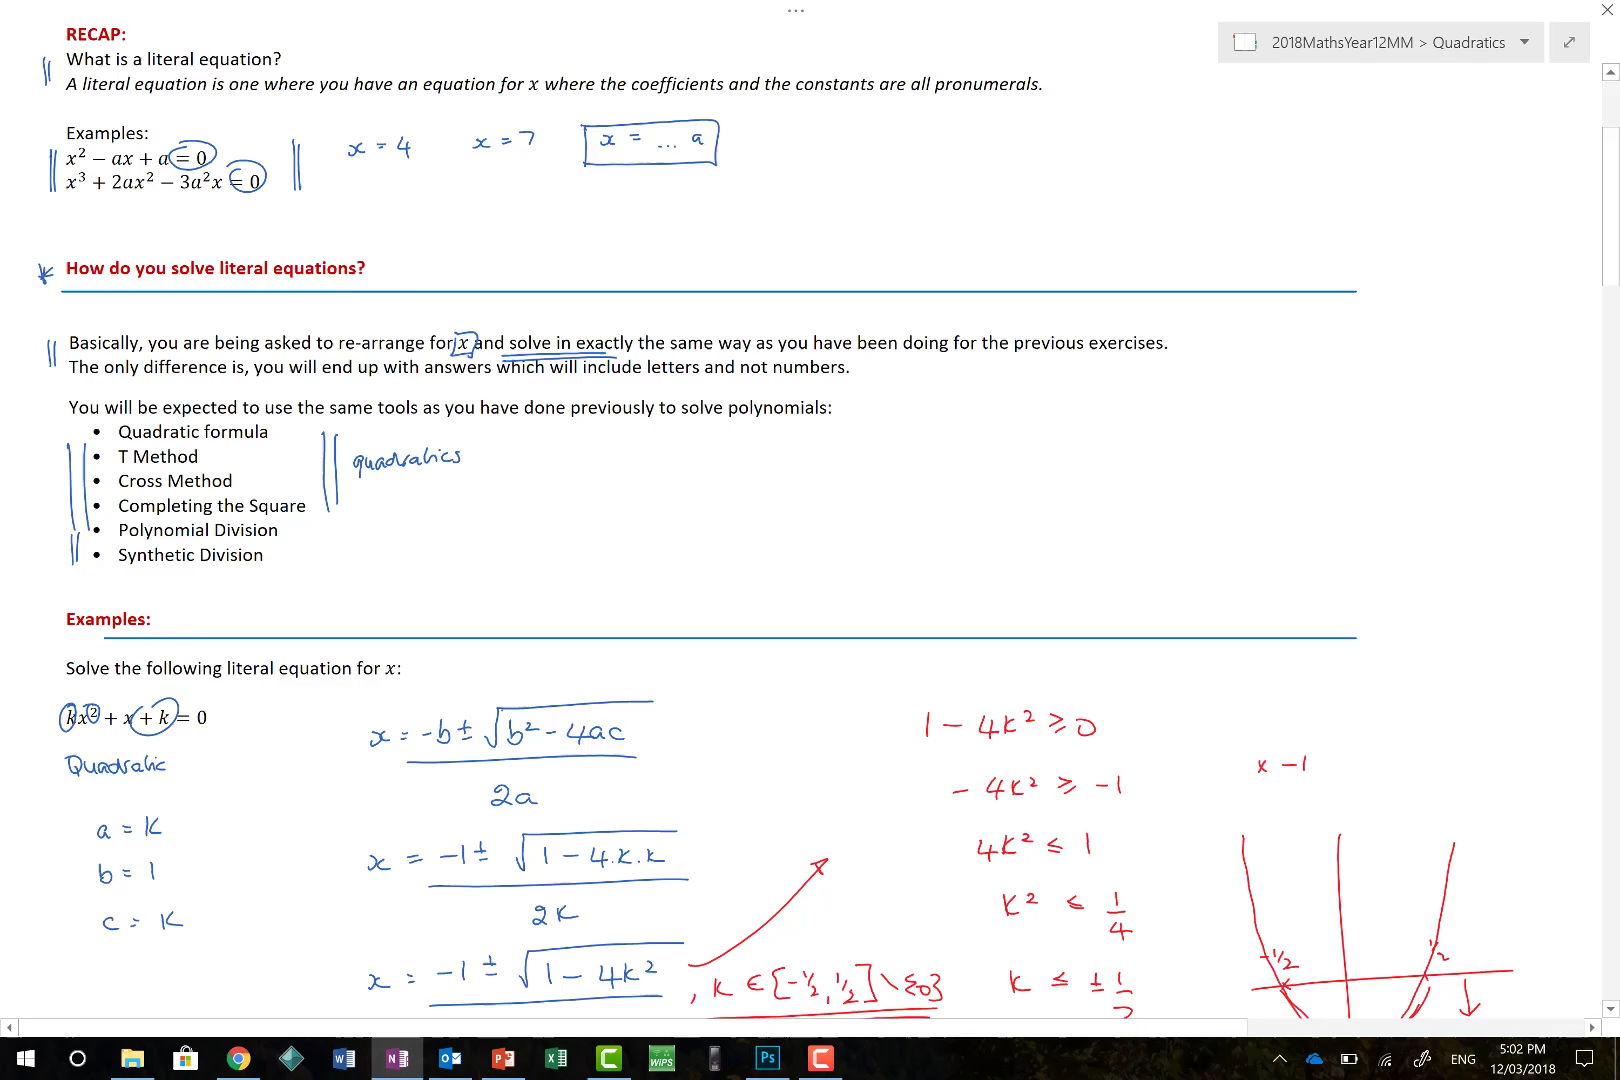 2018MathsYear12MM > Quadratics
RECAP:
What is a literal equation?
A literal equation is one where you have an equation for x where the coefficients and the constants are all pronumerals.
Examples:
x² − ax + a = 0
x³ + 2ax² − 3a²x = 0
x = 4
x = 7
x = ... a
How do you solve literal equations?
Basically, you are being asked to re-arrange for x and solve in exactly the same way as you have been doing for the previous exercises.
The only difference is, you will end up with answers which will include letters and not numbers.
You will be expected to use the same tools as you have done previously to solve polynomials:
• Quadratic formula
• T Method
• Cross Method
• Completing the Square
• Polynomial Division
• Synthetic Division
quadratics
Examples:
Solve the following literal equation for x:
kx² + x + k = 0
Quadratic
a = K
b = 1
c = K
x = -b ± √(b² - 4ac) / 2a
x = -1 ± √(1 - 4.K.K) / 2K
x = -1 ± √(1 - 4K²)
, K ∈ [-½, ½] \ {0}
1 - 4K² ≥ 0
- 4K² ≥ -1
4K² ≤ 1
K² ≤ 1/4
K ≤ ± 1/2
x -1
-1/2
1/2
WiPS
ENG
5:02 PM
12/03/2018